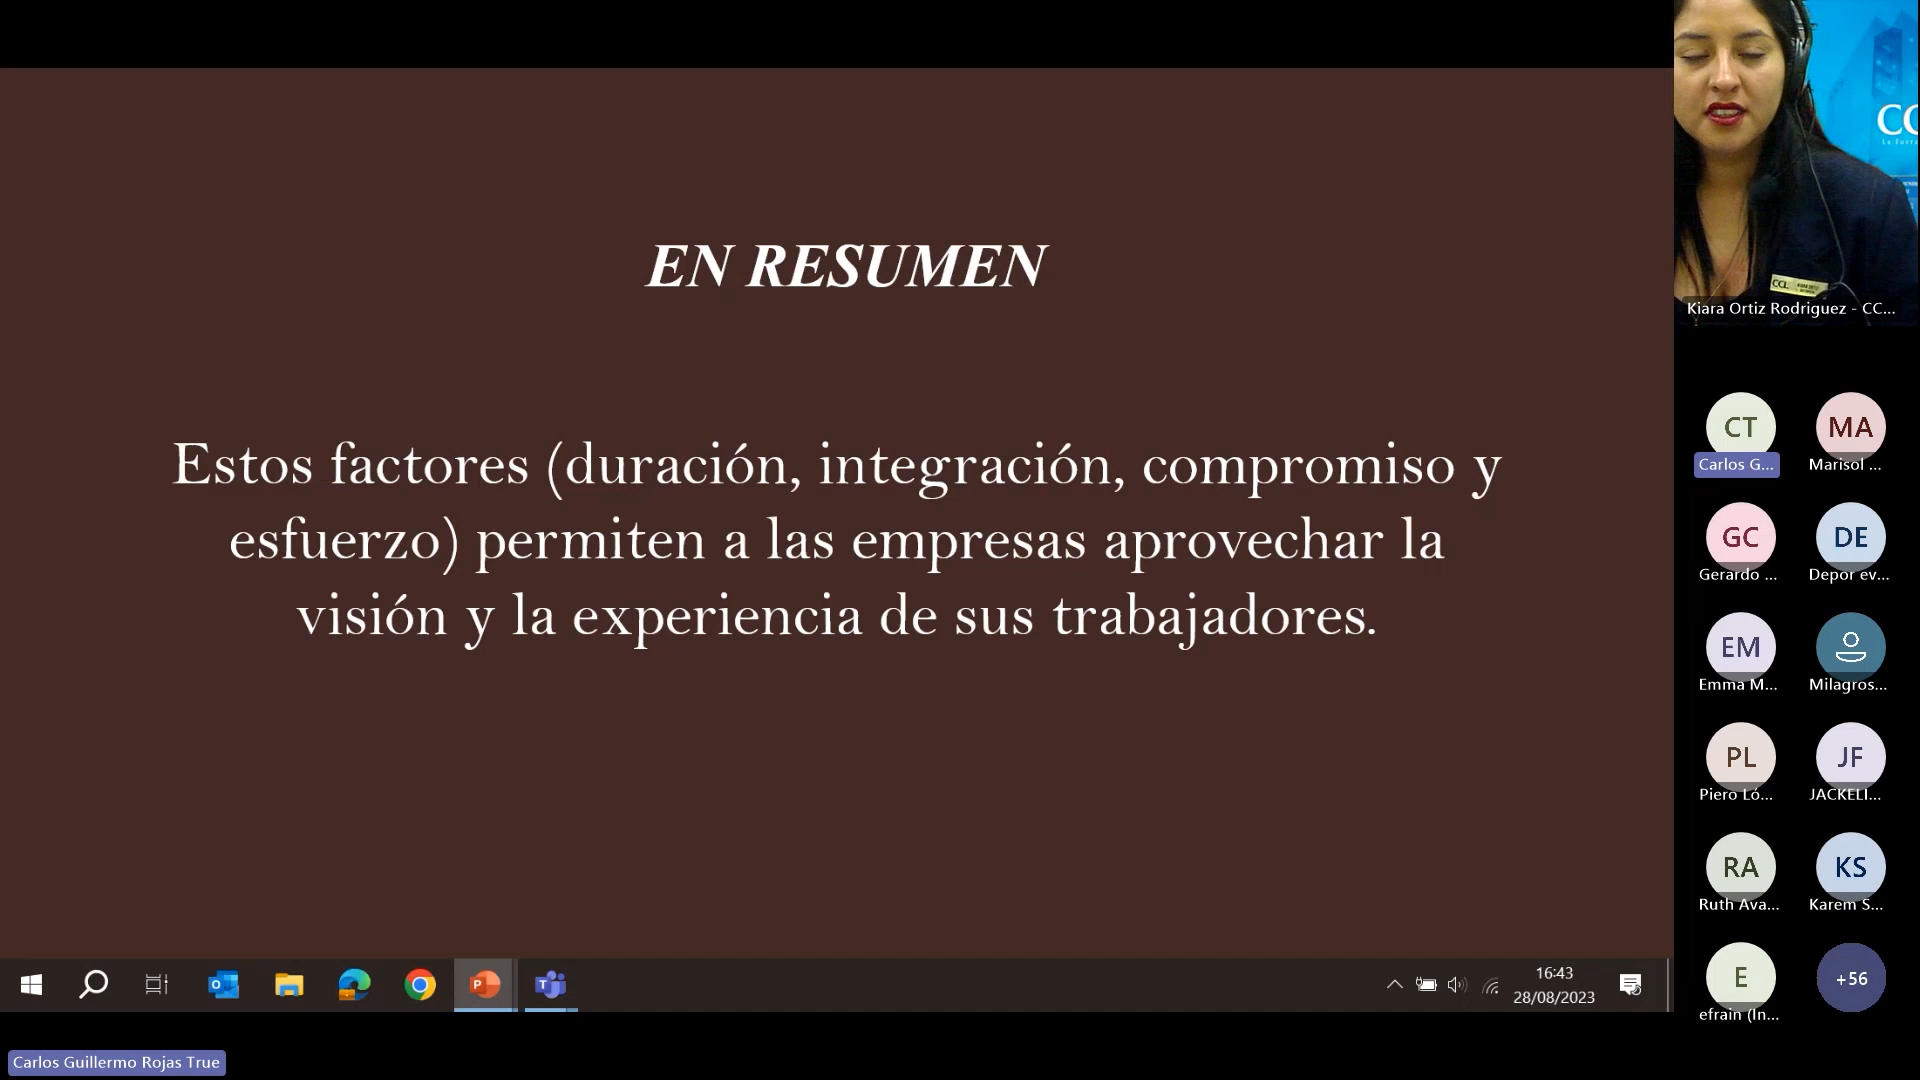 EN RESUMEN
Estos factores (duración, integración, compromiso y
esfuerzo) permiten a las empresas aprovechar la
visión y la experiencia de sus trabajadores.
CCL
Kiara Ortiz Rodriguez - CC...
CT
MA
Carlos G...
Marisol ...
GC
DE
Gerardo ...
Depor ev...
EM
Emma M...
Milagros...
PL
JF
Piero Ló...
JACKELI...
RA
KS
Ruth Ava...
Karem S...
E
+56
efrain (In...
16:43
28/08/2023
Carlos Guillermo Rojas True